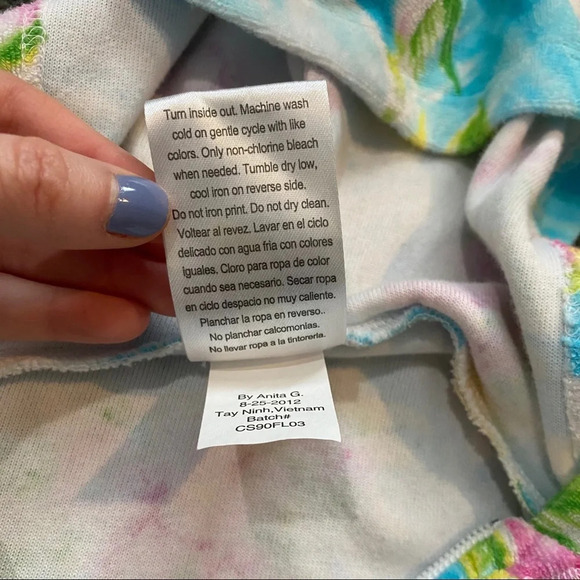 Turn inside out. Machine wash
cold on gentle cycle with like
colors. Only non-chlorine bleach
when needed. Tumble dry low,
cool iron on reverse side.
Do not iron print. Do not dry clean.
Voltear al revez. Lavar en el ciclo
delicado con agua fria con colores
iguales. Cloro para ropa de color
cuando sea necesario. Secar ropa
en ciclo despacio no muy caliente.
Planchar la ropa en reverso..
No planchar calcomonias.
No llevar ropa a la tintoreria.
By Anita G.
8-25-2012
Tay Ninh,Vietnam
Batch#
CS90FL03